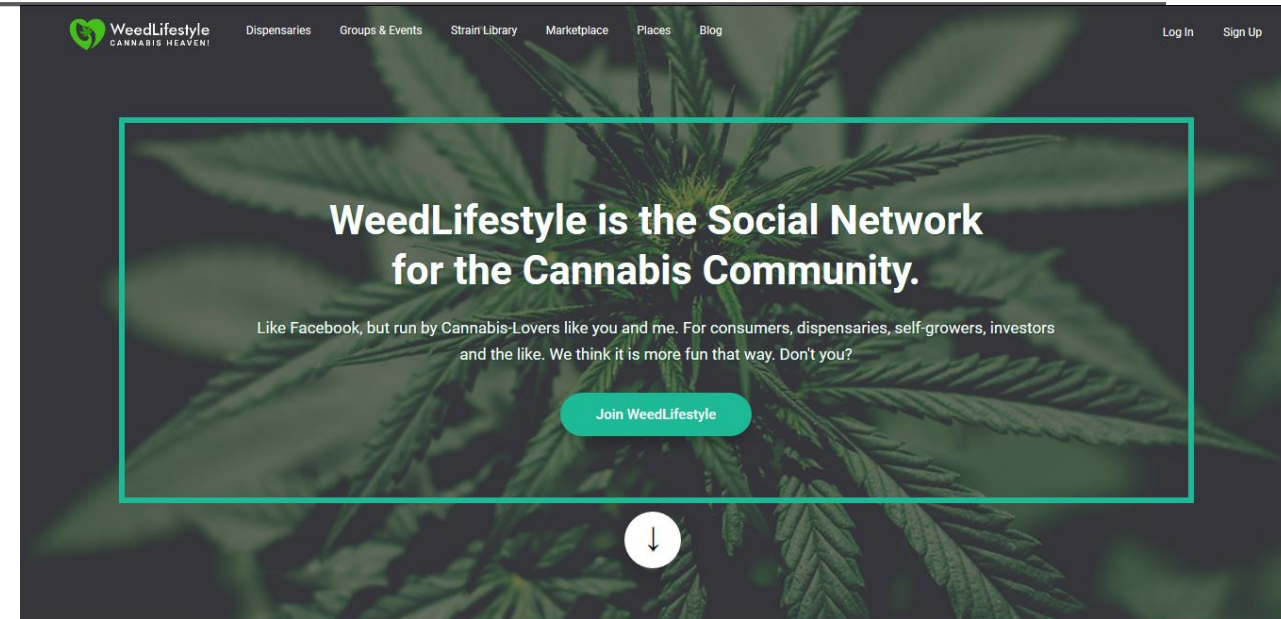 WeedLifestyle
CANNABIS HEAVEN!
Dispensaries
Groups & Events
Strain Library
Marketplace
Places
Blog
Log In
Sign Up
WeedLifestyle is the Social Network
for the Cannabis Community.
Like Facebook, but run by Cannabis-Lovers like you and me. For consumers, dispensaries, self-growers, investors
and the like. We think it is more fun that way. Don't you?
Join WeedLifestyle